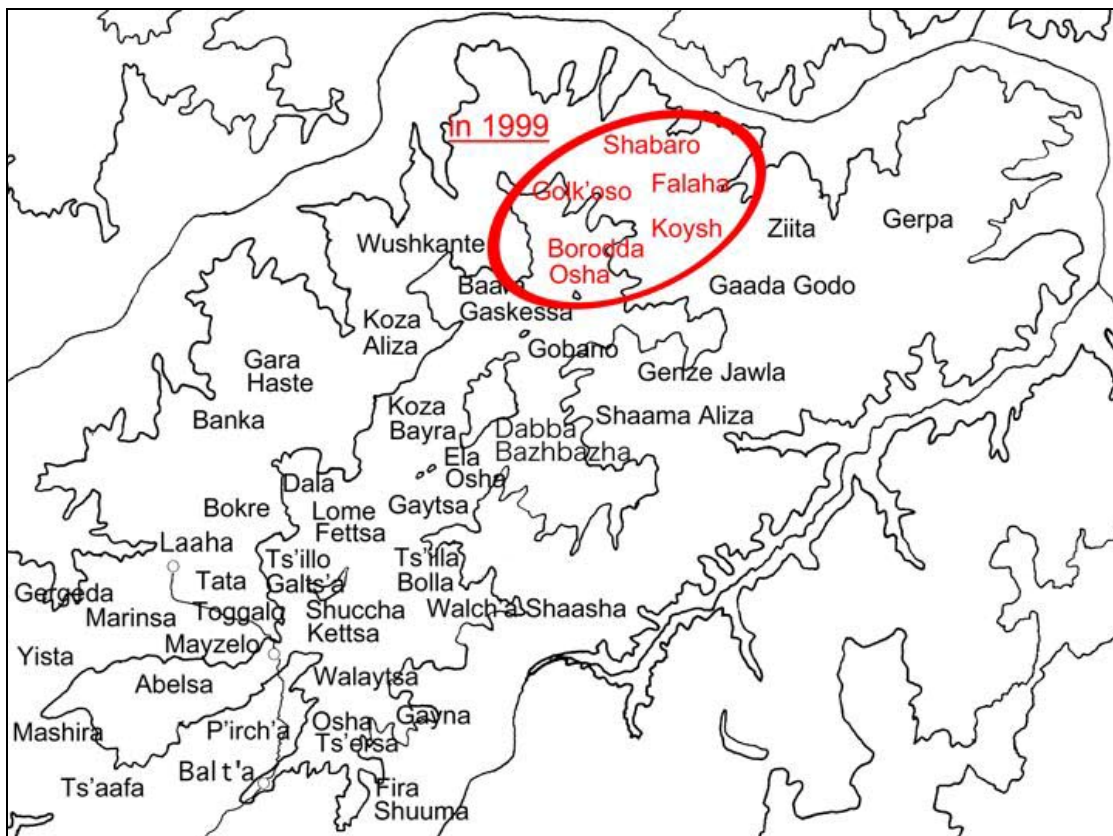 in 1999
Shabaro
Golk'oso
Falaha
Koysh
Borodda
Osha
Ziita
Gerpa
Wushkante
Gaada Godo
Gaskessa
Koza
Aliza
Gobano
Genze Jawla
Gara
Haste
Banka
Koza
Bayra
Shaama Aliza
Dabba
Bazhbazha
Ela
Osha
Dala
Bokre
Lome
Fettsa
Gaytsa
Laaha
Ts'illo
Galts'a
Ts'illa
Bolla
Gergeda
Tata
Marinsa
Toggalo
Shuccha
Kettsa
Walch'a
Shaasha
Mayzelo
Yista
Abelsa
Walaytsa
Mashira
P'irch'a
Osha
Ts'ersa
Gayna
Bal t'a
Ts'aafa
Fira
Shuuma